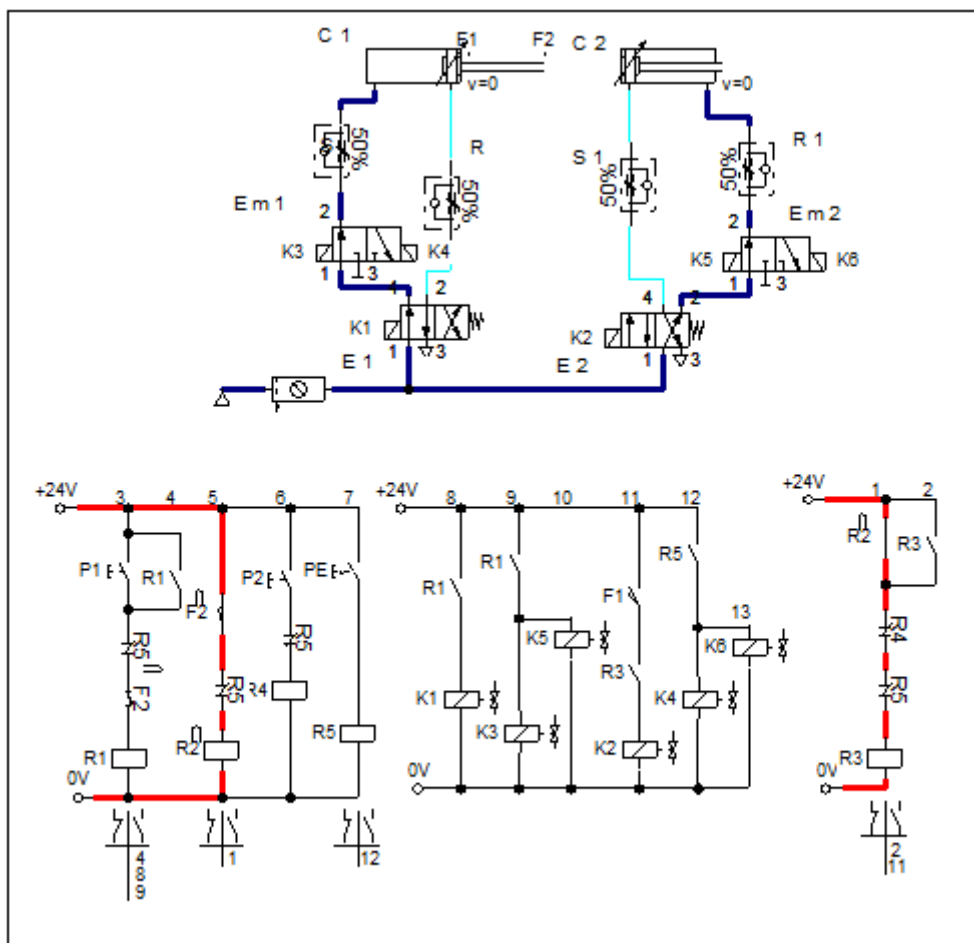 C 1 F1 F2 C 2
v=0 v=0
50% R 50% R 1
S 1
50% 50%
Em1 2 2 Em2
K3 K4 K5 K6
1 3 1 3
4 2 4 2
K1 K2
1 3 1 3
E 1 E 2
+24V 3 4 5 6 7 +24V 8 9 10 11 12 +24V 1 2
R2 R3
P1 R1 P2 PE R1 R1 R5
F2 F1
13
R5 R5 K5 K6 R4
F2 R5 R4 R3 R5
K1 K4
R1 R2 R5 K3 K2 R3
0V 0V 0V
4 1 12 2
8 11
9